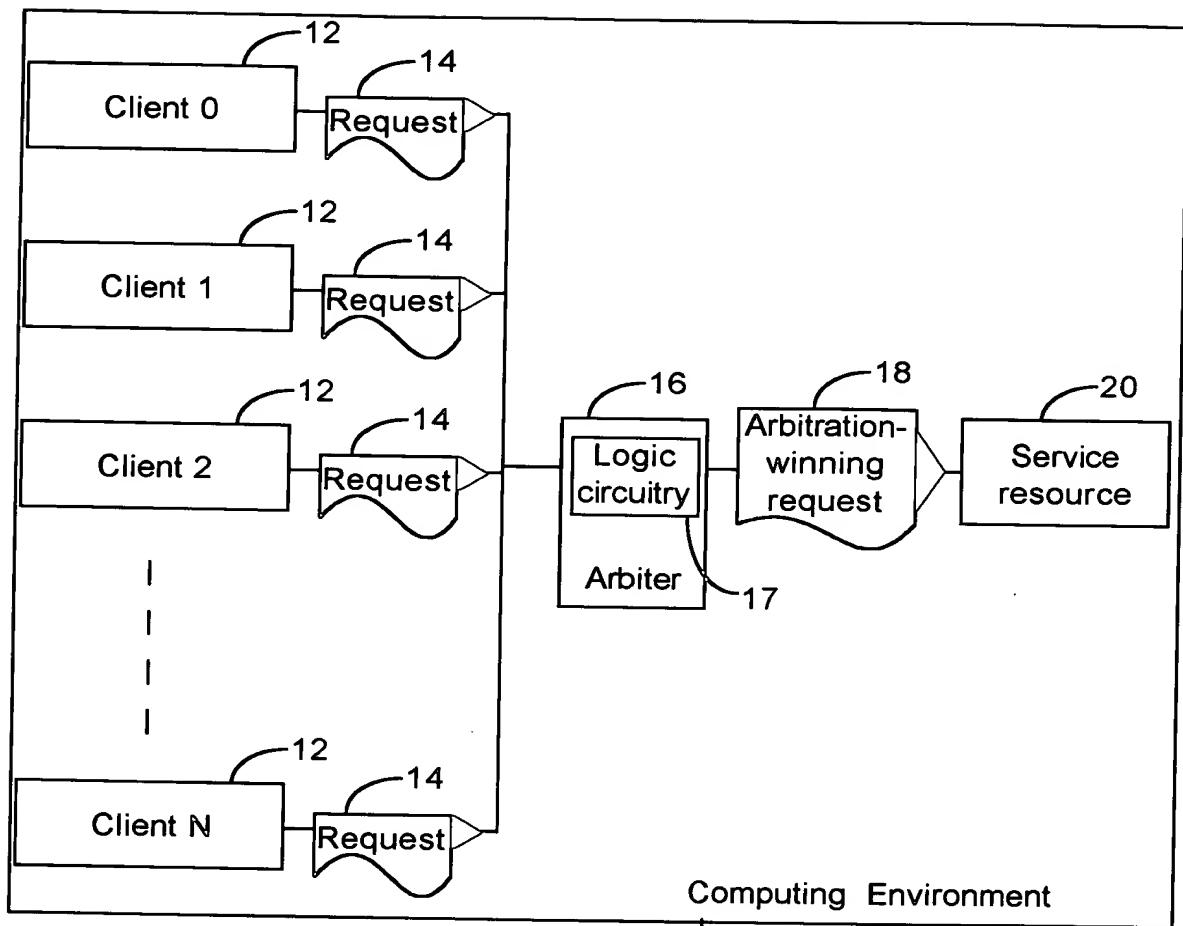 12
Client 0
14
Request
12
Client 1
14
Request
12
Client 2
14
Request
16
Logic
circuitry
Arbiter
17
18
Arbitration-
winning
request
20
Service
resource
12
Client N
14
Request
Computing Environment